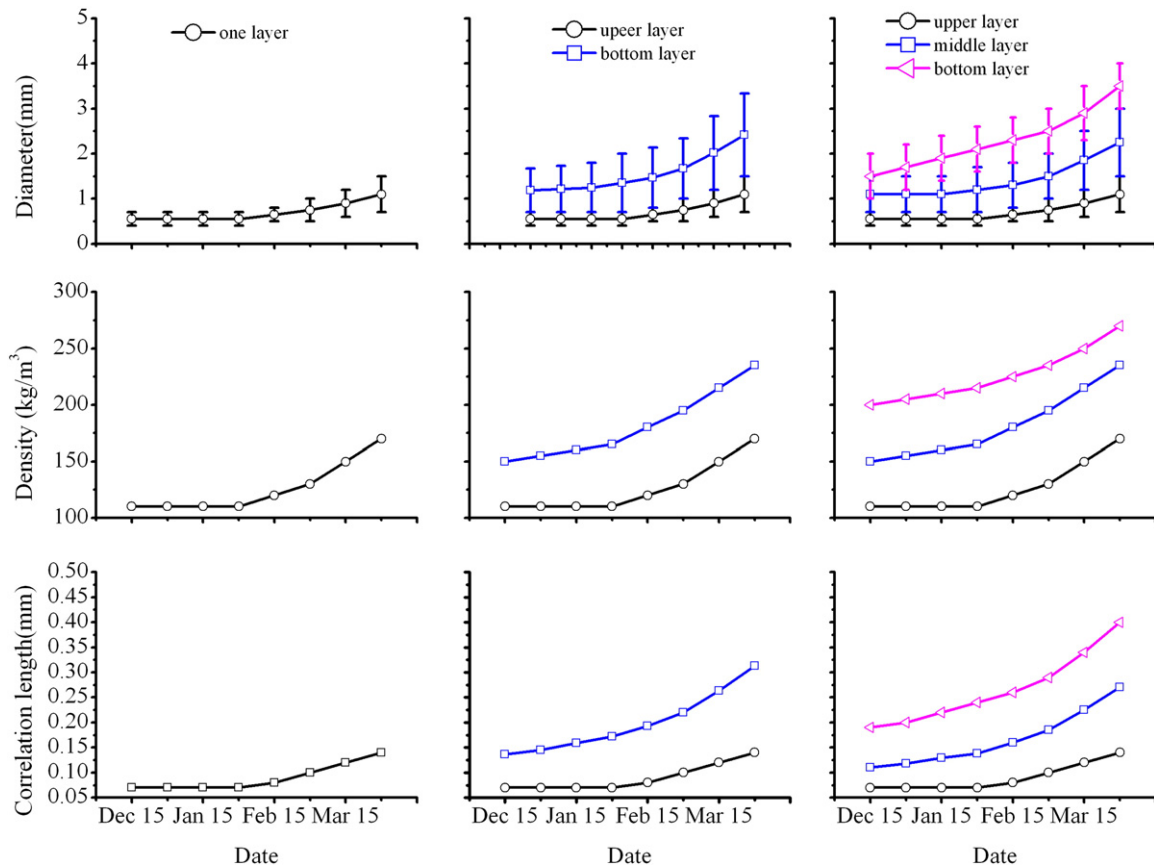 one layer
upeer layer
bottom layer
upper layer
middle layer
bottom layer
Diameter(mm)
5
4
3
2
1
0
Density (kg/m³)
300
250
200
150
100
Correlation length(mm)
0.50
0.45
0.40
0.35
0.30
0.25
0.20
0.15
0.10
0.05
Dec 15 Jan 15 Feb 15 Mar 15
Dec 15 Jan 15 Feb 15 Mar 15
Dec 15 Jan 15 Feb 15 Mar 15
Date
Date
Date